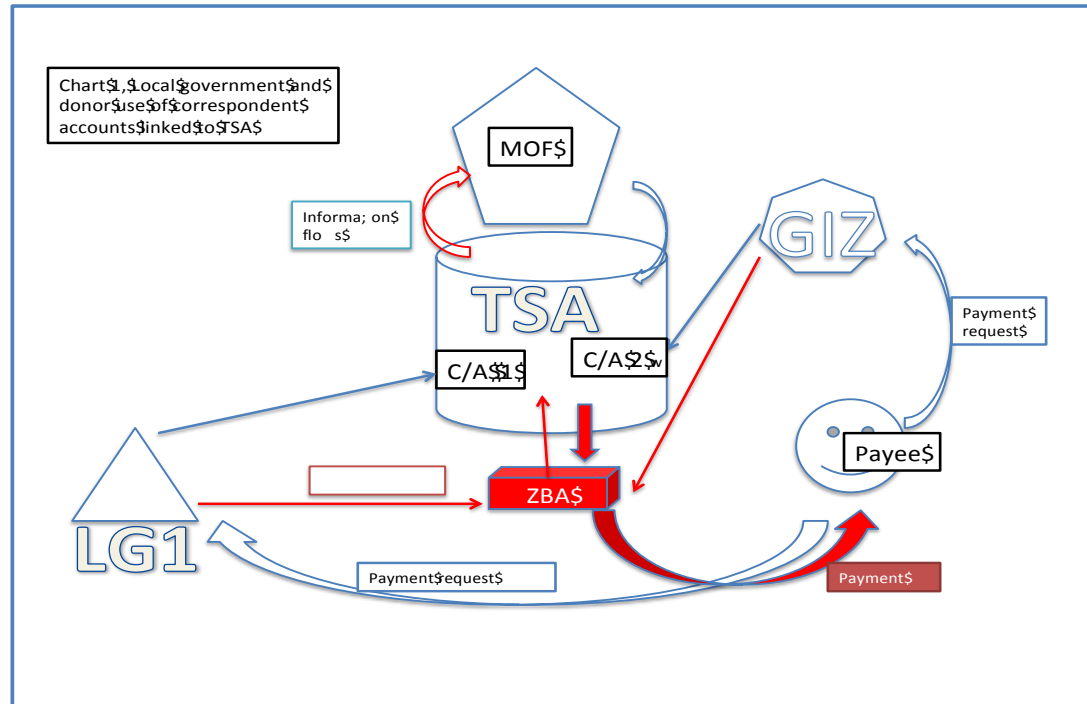 Chart$1,$Local$government$and$
donor$use$of$correspondent$
accounts$linked$to$TSA$
MOF$
Informa;on$
flo s$
GIZ
TSA
Payment$
request$
C/A$2$w
C/A$$1$
Payee$
ZBA$
LG1
Payment$request$
Payment$